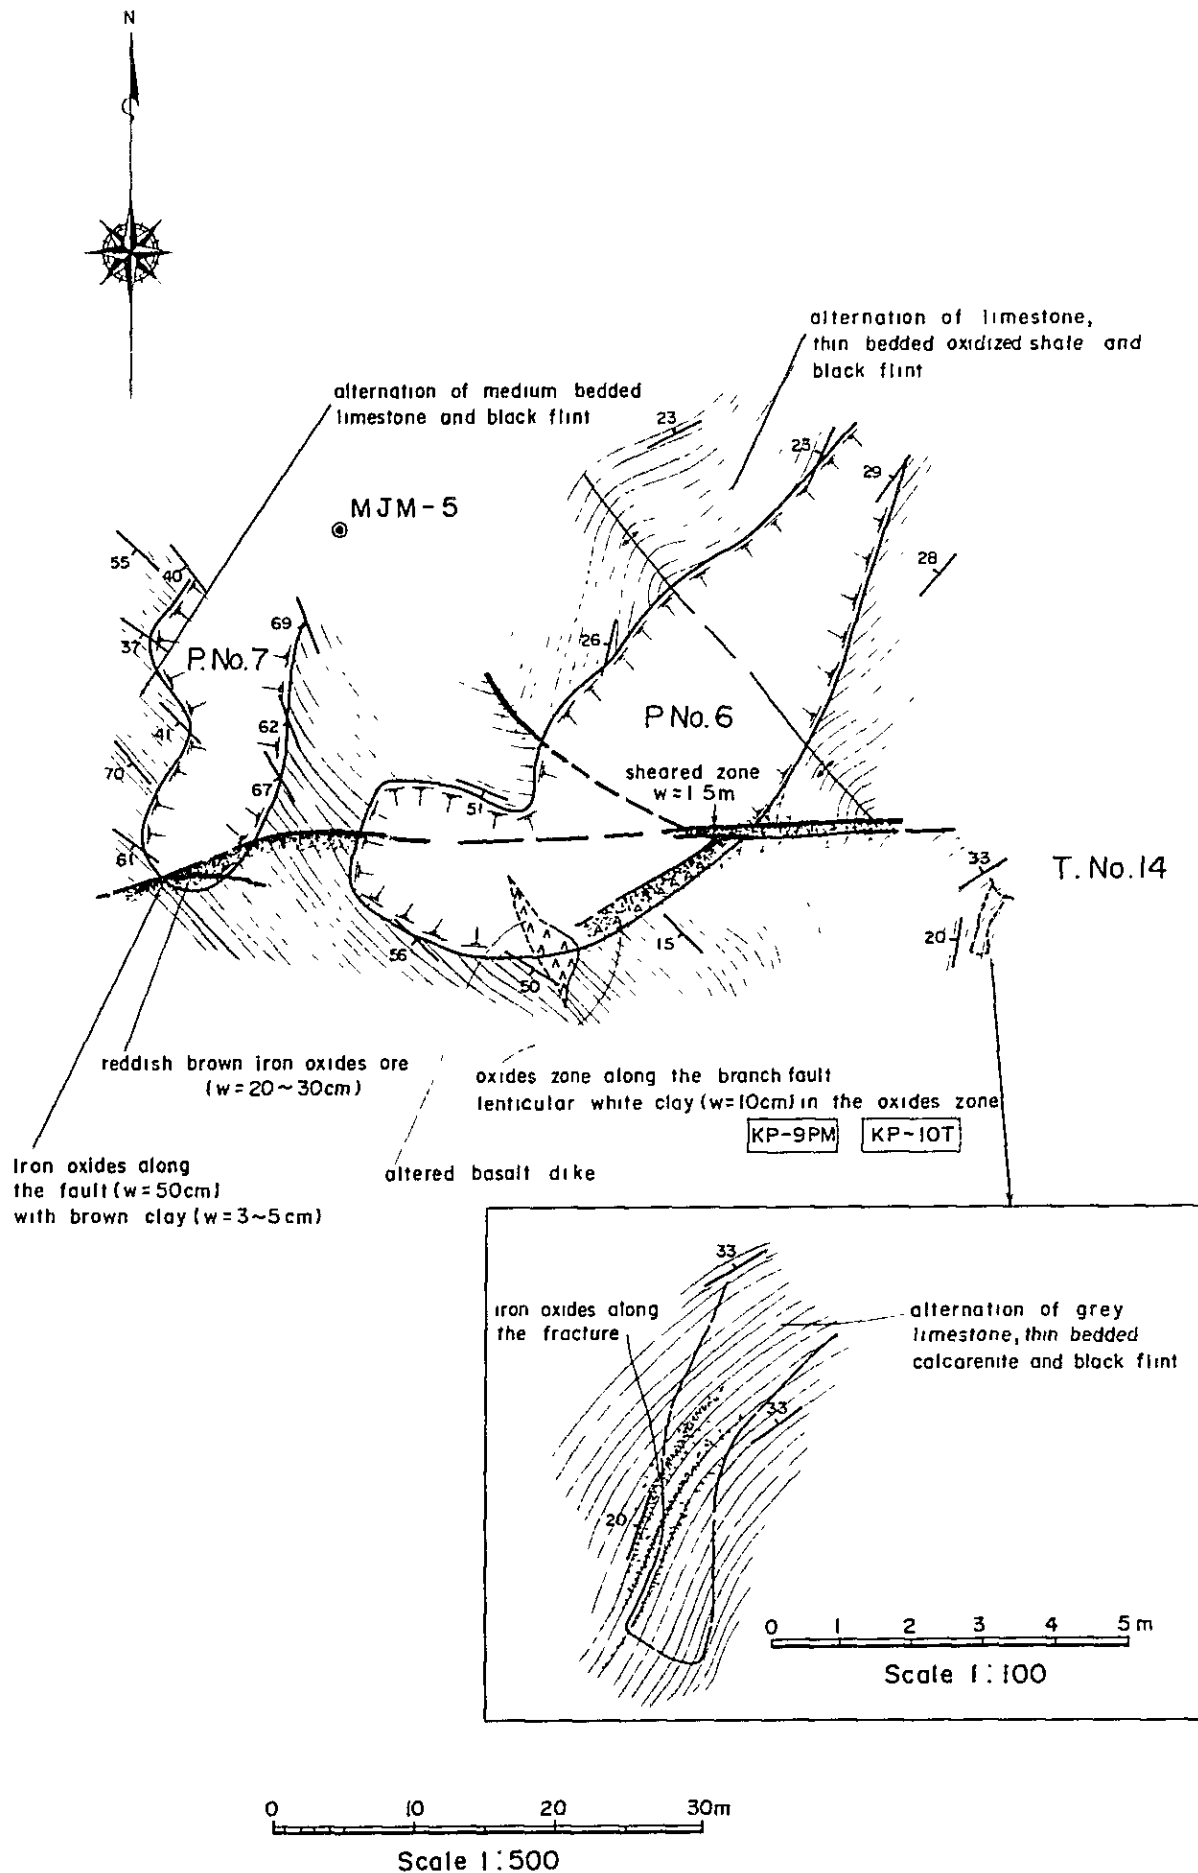 N
alternation of limestone,
thin bedded oxidized shale and
black flint
alternation of medium bedded
limestone and black flint
23
23
29
MJM-5
55
40
28
69
26
37
P.No.7
P No.6
41
62
sheared zone
w=1 5m
70
67
51
61
33
T. No.14
56
15
20
50
reddish brown iron oxides ore
(w=20~30cm)
oxides zone along the branch fault
lenticular white clay (w=10cm) in the oxides zone
KP-9PM KP-10T
Iron oxides along
the fault (w=50cm)
with brown clay (w=3~5cm)
altered basalt dike
33
iron oxides along
the fracture
alternation of grey
limestone, thin bedded
calcarenite and black flint
33
20
0 1 2 3 4 5m
Scale 1:100
0 10 20 30m
Scale 1:500